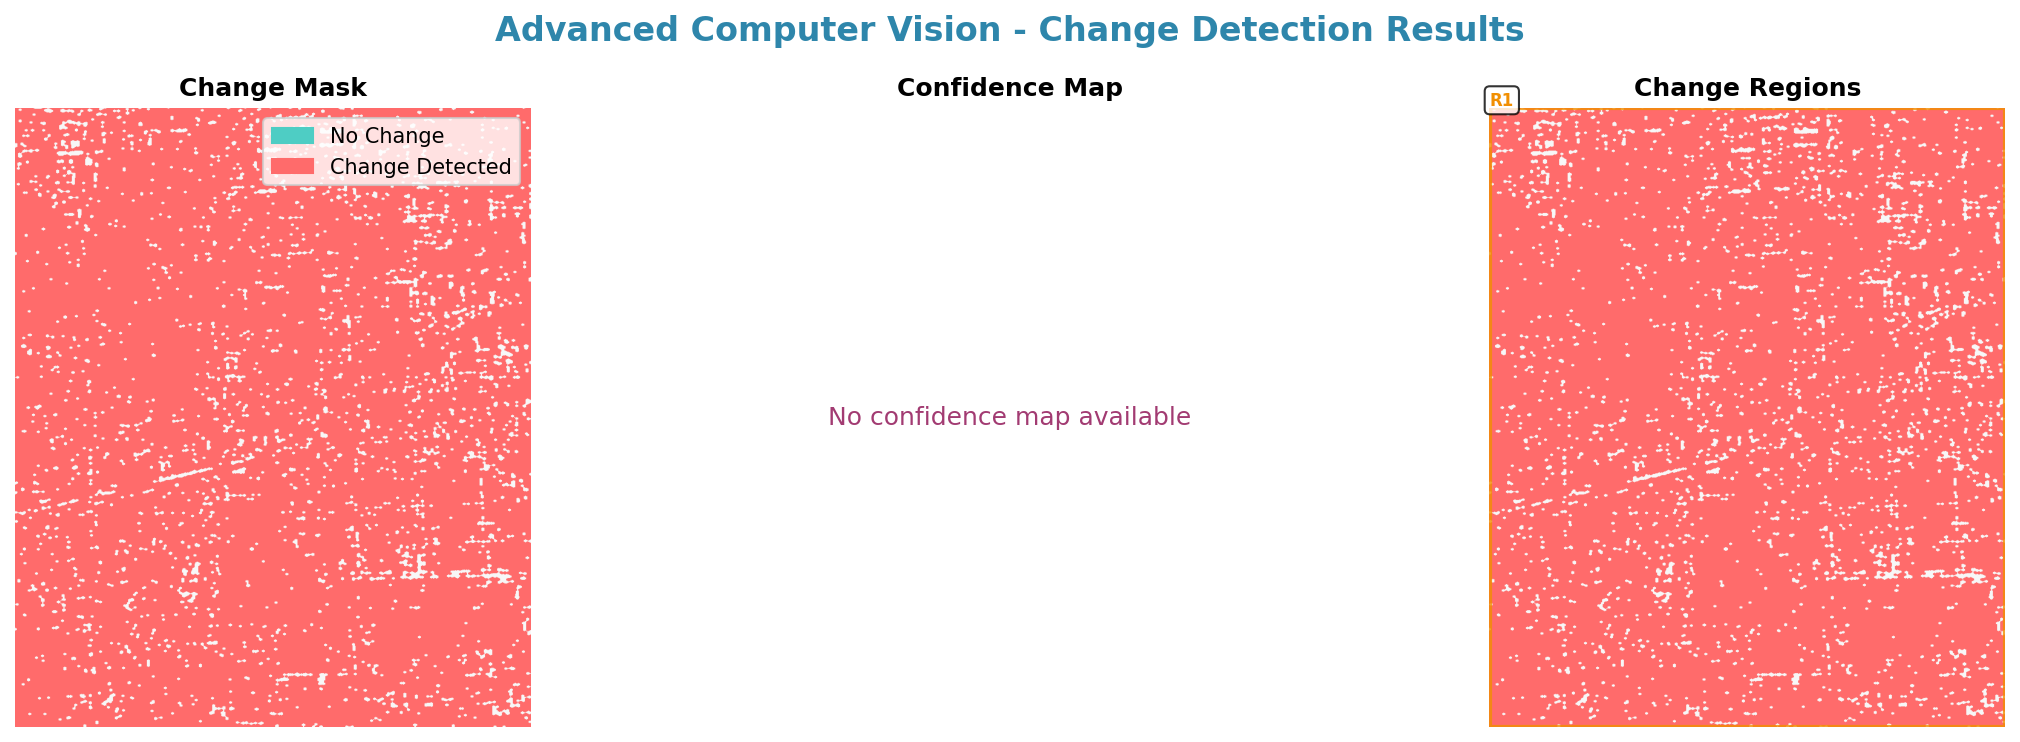 Advanced Computer Vision - Change Detection Results
Change Mask
No Change
Change Detected
Confidence Map
No confidence map available
Change Regions
R1